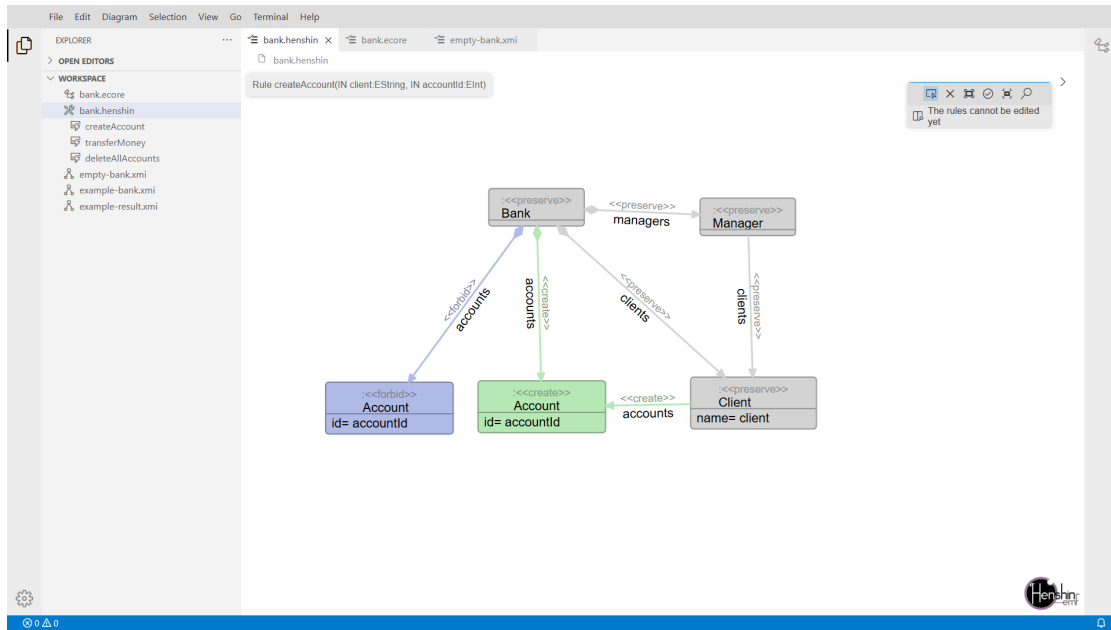 File Edit Diagram Selection View Go Terminal Help
EXPLORER ...
OPEN EDITORS
WORKSPACE
bank.ecore
bank.henshin
createAccount
transferMoney
deleteAllAccounts
empty-bank.xmi
example-bank.xmi
example-result.xmi
bank.henshin bank.ecore empty-bank.xmi
bank.henshin
Rule createAccount(IN client:EString, IN accountId:EInt)
The rules cannot be edited
yet
:<<preserve>>
Bank
<<preserve>>
managers
:<<preserve>>
Manager
<<forbid>>
accounts
<<create>>
accounts
<<preserve>>
clients
<<preserve>>
clients
:<<forbid>>
Account
id= accountId
:<<create>>
Account
id= accountId
<<create>>
accounts
:<<preserve>>
Client
name= client
Henshin
emf
0 0